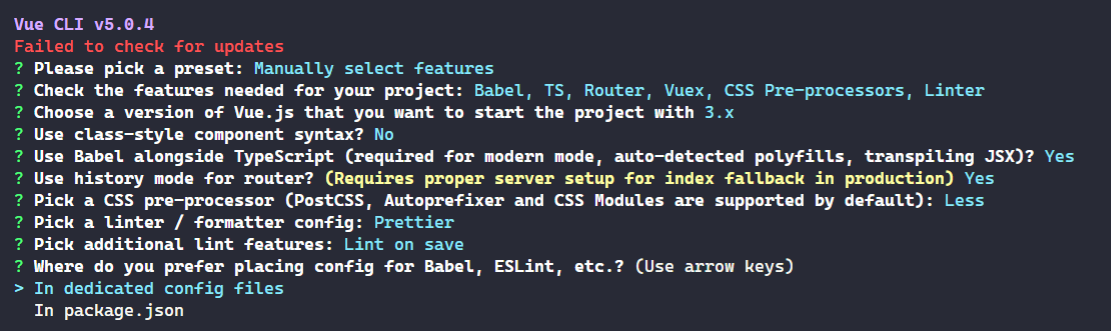 Vue CLI v5.0.4
Failed to check for updates
? Please pick a preset: Manually select features
? Check the features needed for your project: Babel, TS, Router, Vuex, CSS Pre-processors, Linter
? Choose a version of Vue.js that you want to start the project with 3.x
? Use class-style component syntax? No
? Use Babel alongside TypeScript (required for modern mode, auto-detected polyfills, transpiling JSX)? Yes
? Use history mode for router? (Requires proper server setup for index fallback in production) Yes
? Pick a CSS pre-processor (PostCSS, Autoprefixer and CSS Modules are supported by default): Less
? Pick a linter / formatter config: Prettier
? Pick additional lint features: Lint on save
? Where do you prefer placing config for Babel, ESLint, etc.? (Use arrow keys)
> In dedicated config files
In package.json